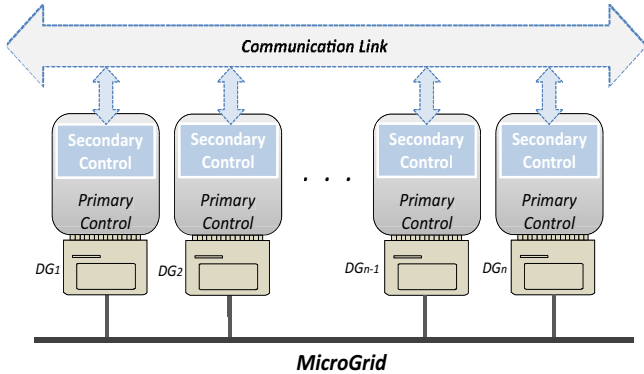 Communication Link
Secondary
Control
Secondary
Control
Secondary
Control
Secondary
Control
. . .
Primary
Control
Primary
Control
Primary
Control
Primary
Control
DG1
DG2
DGn-1
DGn
MicroGrid